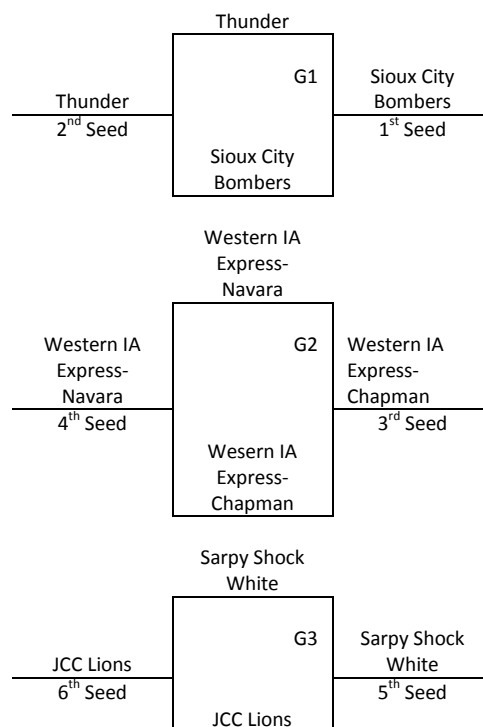 Thunder
G1
Thunder
2nd Seed
Sioux City
Bombers
1st Seed
Sioux City
Bombers
Western IA
Express-
Navara
G2
Western IA
Express-
Navara
4th Seed
Western IA
Express-
Chapman
3rd Seed
Wesern IA
Express-
Chapman
Sarpy Shock
White
G3
JCC Lions
6th Seed
Sarpy Shock
White
5th Seed
JCC Lions